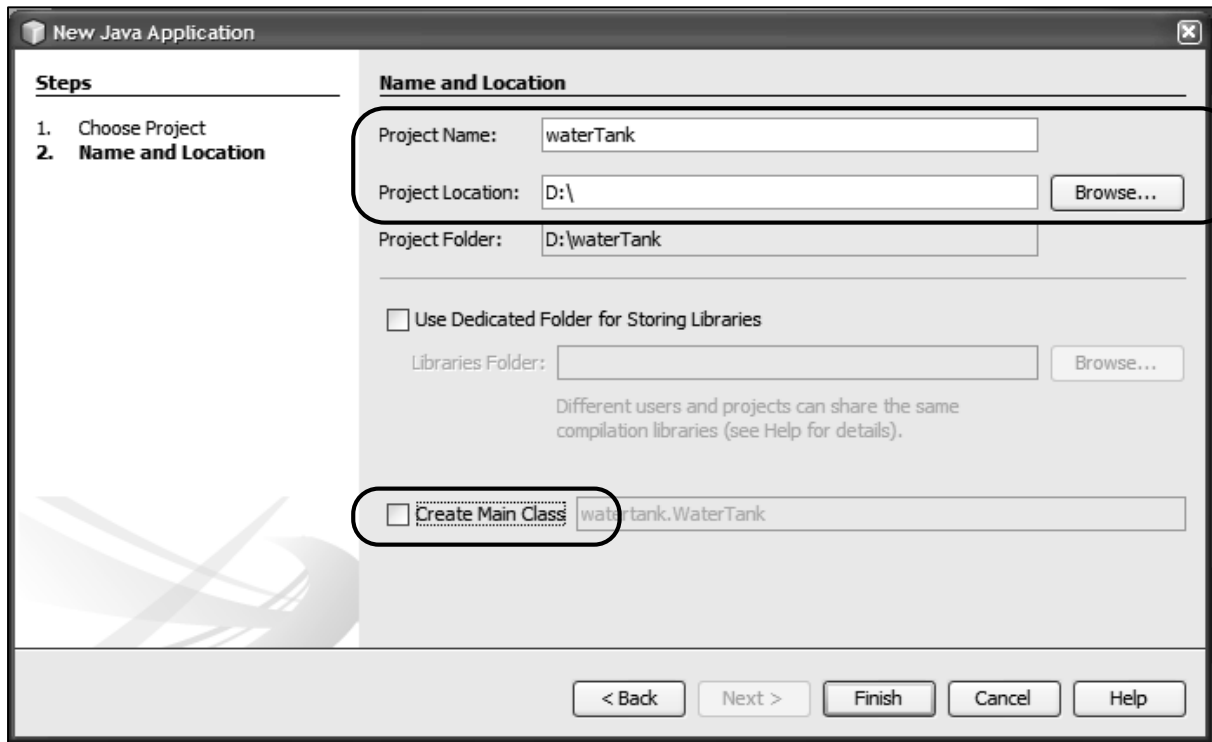 New Java Application
Steps
1. Choose Project
2. Name and Location
Name and Location
Project Name: waterTank
Project Location: D:\ Browse...
Project Folder: D:\waterTank
Use Dedicated Folder for Storing Libraries
Libraries Folder: Browse...
Different users and projects can share the same
compilation libraries (see Help for details).
Create Main Class watertank.WaterTank
< Back Next > Finish Cancel Help